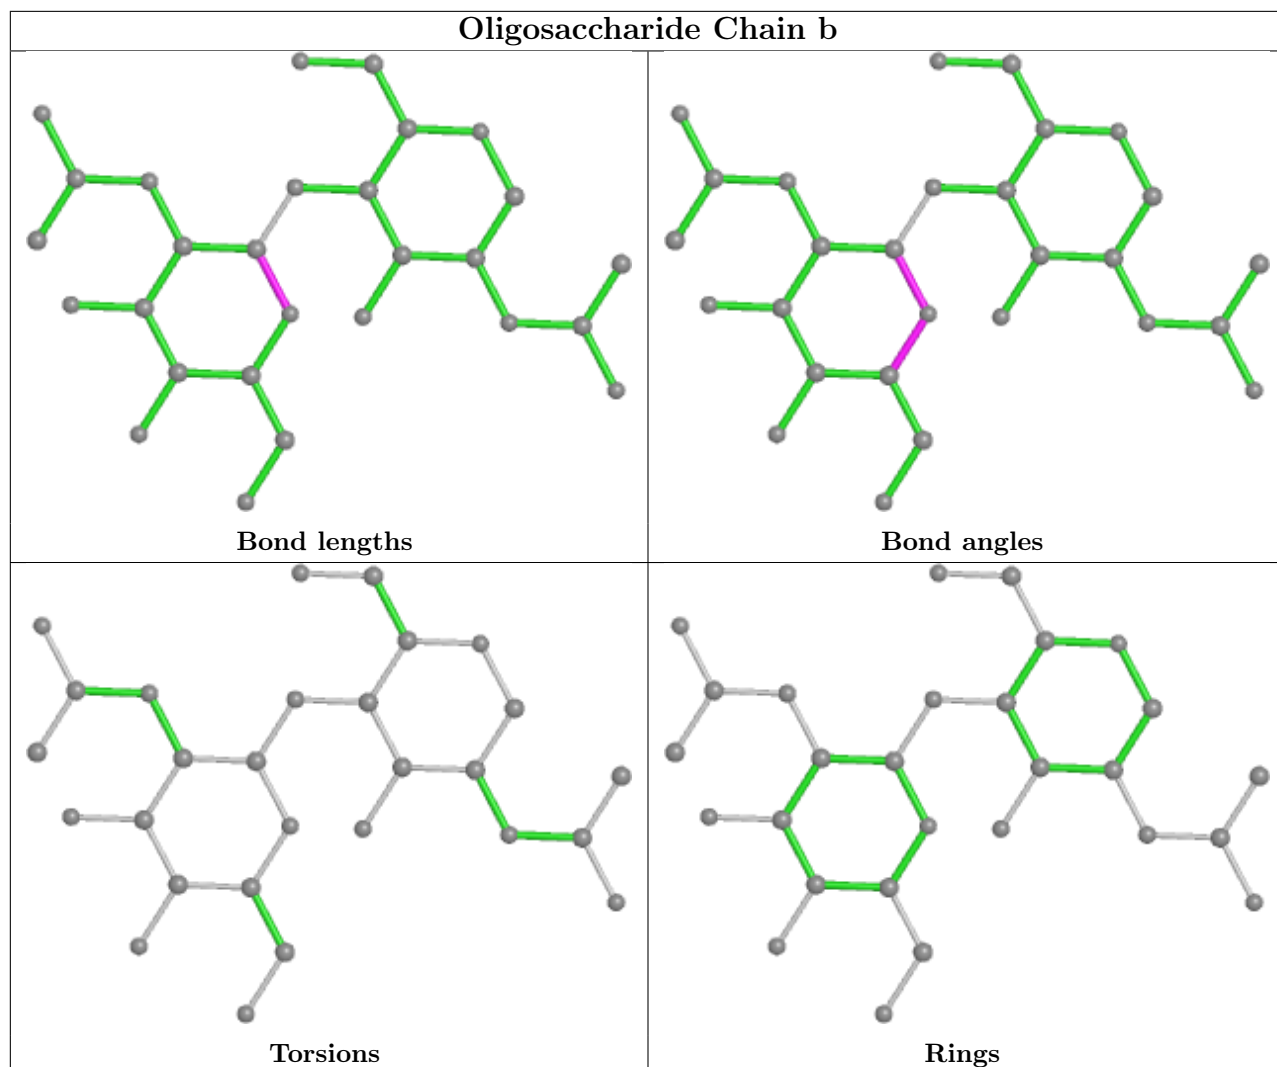 Oligosaccharide Chain b
Bond lengths
Bond angles
Torsions
Rings